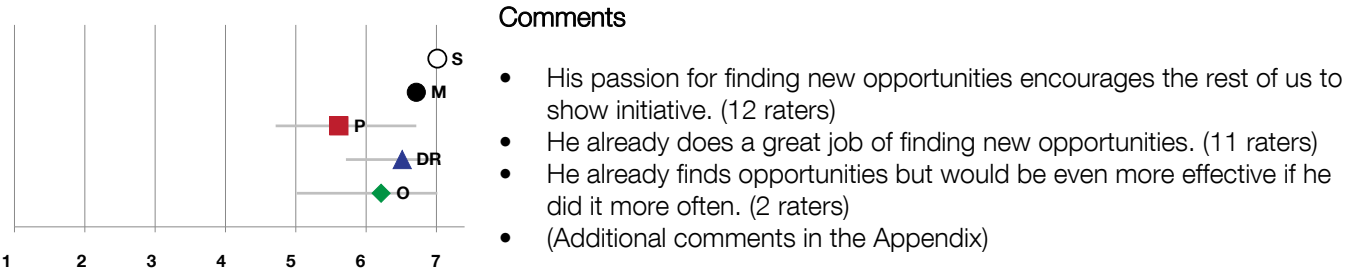 Comments
S
M
P
DR
O
1 2 3 4 5 6 7
• His passion for finding new opportunities encourages the rest of us to
show initiative. (12 raters)
• He already does a great job of finding new opportunities. (11 raters)
• He already finds opportunities but would be even more effective if he
did it more often. (2 raters)
• (Additional comments in the Appendix)